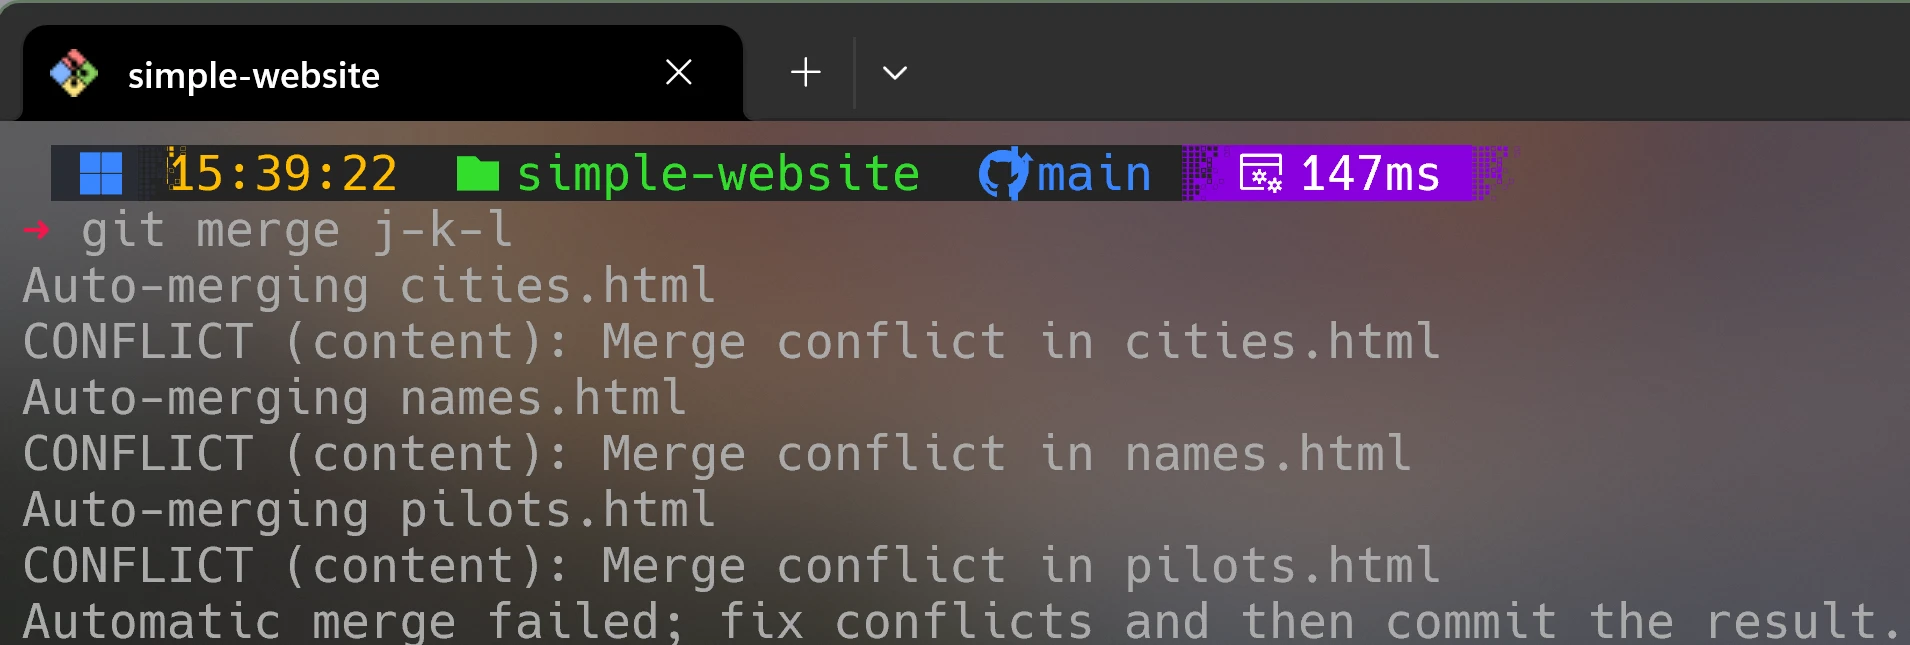 simple-website
15:39:22 simple-website main 147ms
➜ git merge j-k-l
Auto-merging cities.html
CONFLICT (content): Merge conflict in cities.html
Auto-merging names.html
CONFLICT (content): Merge conflict in names.html
Auto-merging pilots.html
CONFLICT (content): Merge conflict in pilots.html
Automatic merge failed; fix conflicts and then commit the result.